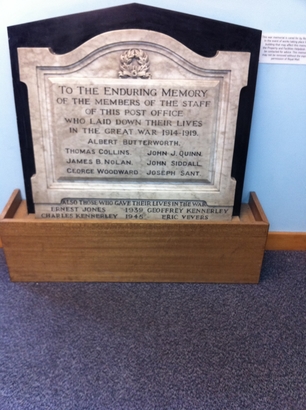 TO THE ENDURING MEMORY
OF THE MEMBERS OF THE STAFF
OF THIS POST OFFICE
WHO LAID DOWN THEIR LIVES
IN THE GREAT WAR 1914-1919.
ALBERT BUTTERWORTH.
THOMAS COLLINS. JOHN J. QUINN.
JAMES B. NOLAN. JOHN SIDDALL.
GEORGE WOODWARD. JOSEPH SANT.
ALSO THOSE WHO GAVE THEIR LIVES IN THE WAR
ERNEST JONES 1939 GEOFFREY KENNERLEY
CHARLES KENNERLEY 1945 ERIC VEVERS